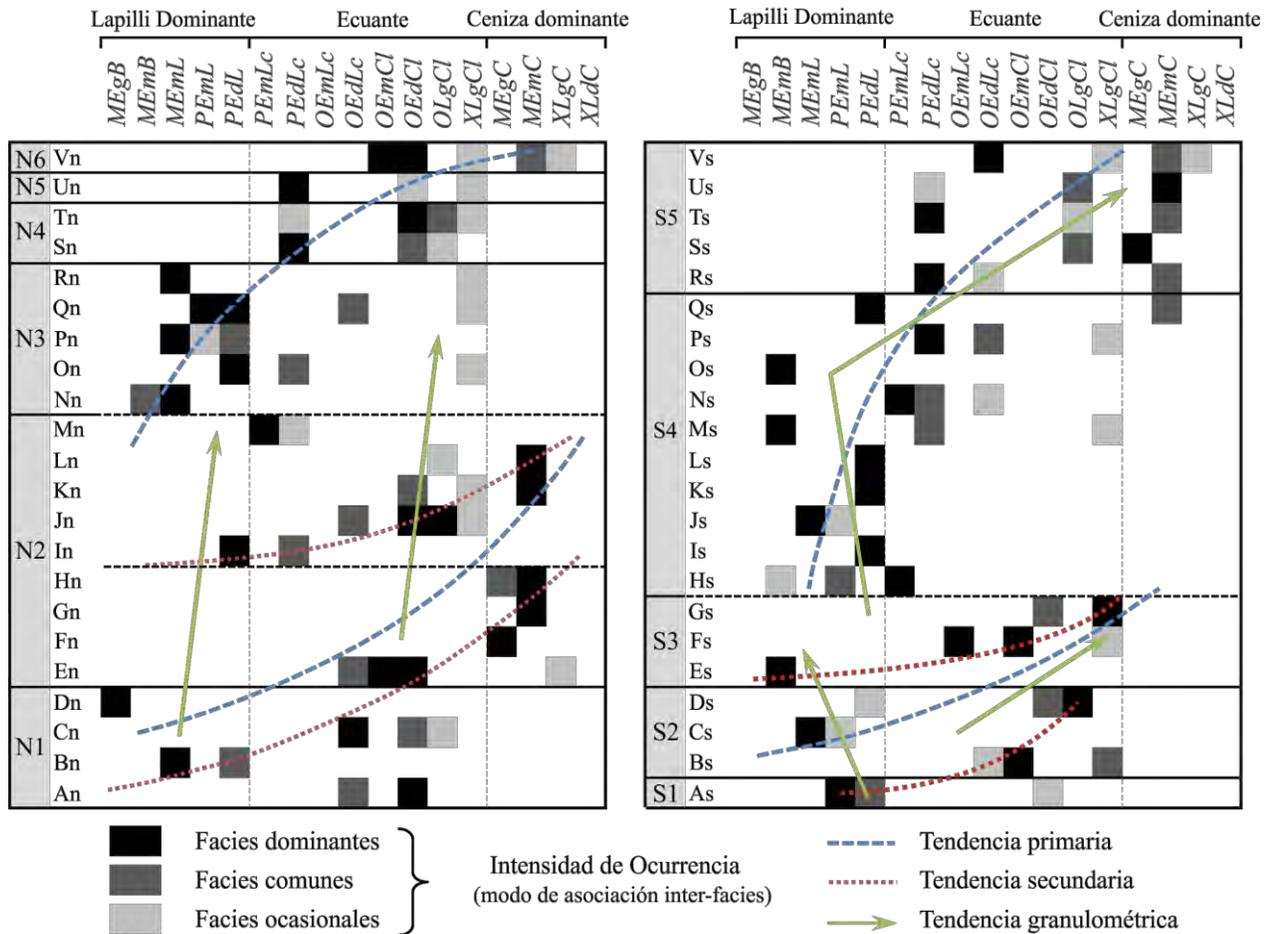 Lapilli Dominante Ecuante Ceniza dominante
MEgB MEmB MEmL PEmL PEdL PEmLc PEdLc OEmLc OEdLc OEmCl OEdCl OLgCl XLgCl MEgC MEmC XLgC XLdC
N6 Vn
N5 Un
N4 Tn
Sn
Rn
Qn
N3 Pn
On
Nn
Mn
Ln
Kn
Jn
N2 In
Hn
Gn
Fn
En
Dn
Cn
N1 Bn
An
Lapilli Dominante Ecuante Ceniza dominante
MEgB MEmB MEmL PEmL PEdL PEmLc PEdLc OEmLc OEdLc OEmCl OEdCl OLgCl XLgCl MEgC MEmC XLgC XLdC
Vs
Us
S5 Ts
Ss
Rs
Qs
Ps
Os
Ns
S4 Ms
Ls
Ks
Js
Is
Hs
Gs
S3 Fs
Es
Ds
S2 Cs
Bs
S1 As
Facies dominantes
Facies comunes
Facies ocasionales
Intensidad de Ocurrencia
(modo de asociación inter-facies)
Tendencia primaria
Tendencia secundaria
Tendencia granulométrica